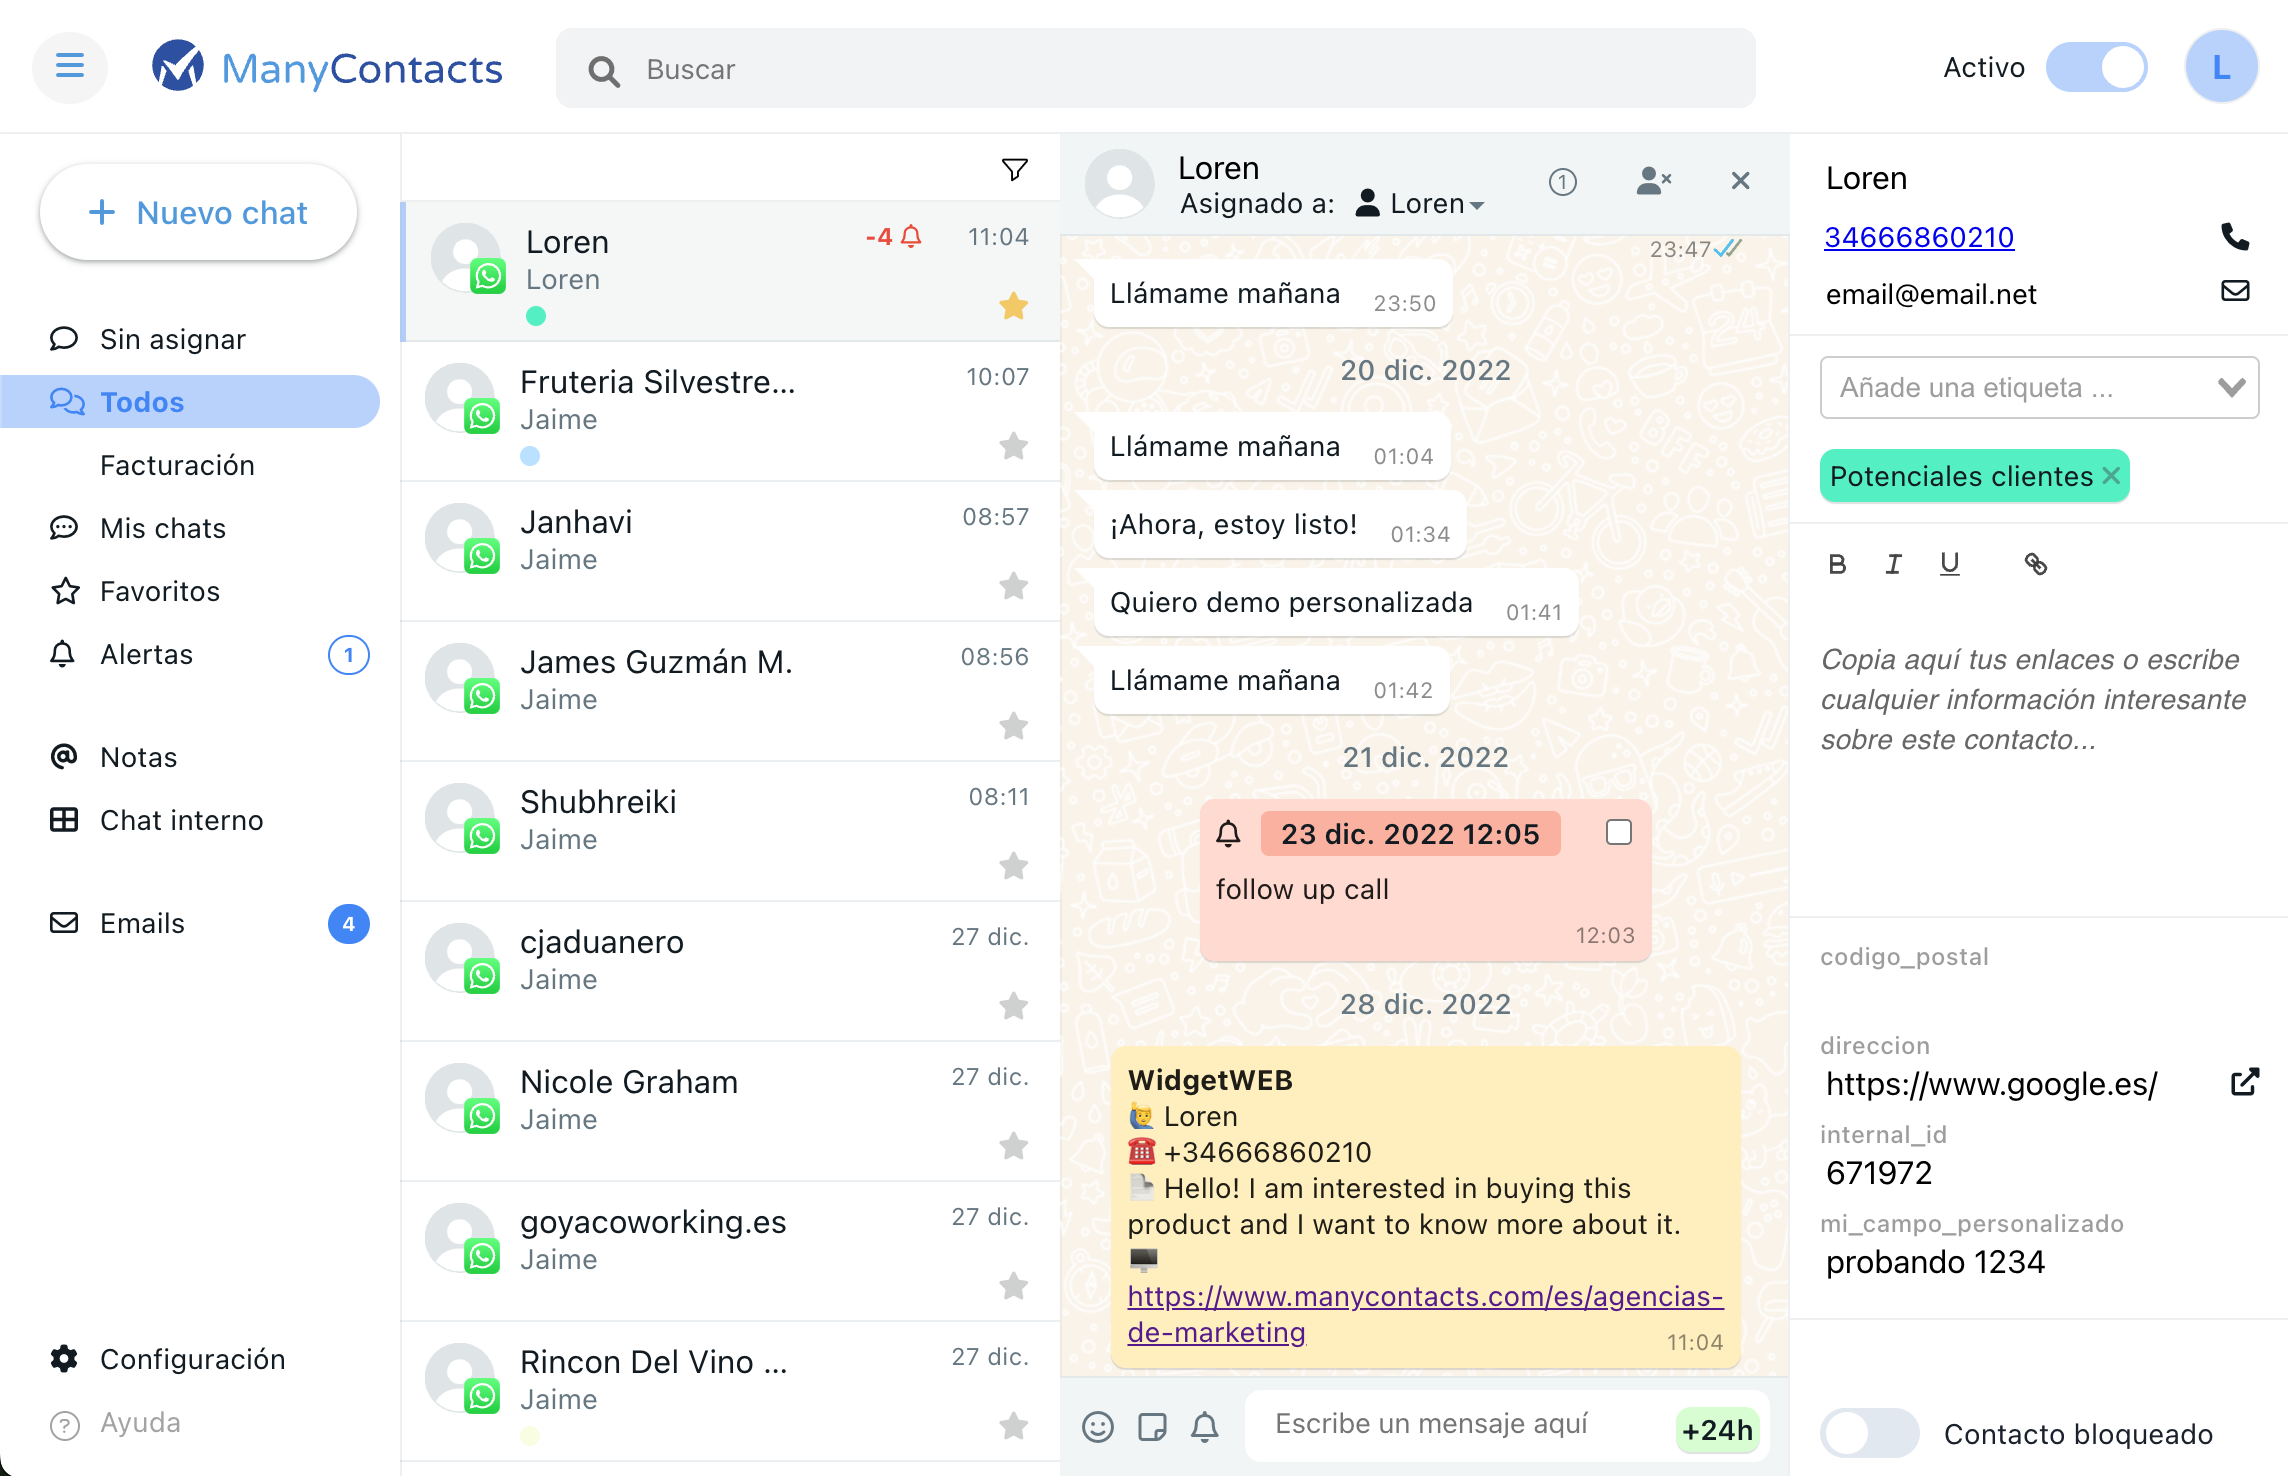 ManyContacts
Buscar
Activo
L
+ Nuevo chat
Sin asignar
Todos
Facturación
Mis chats
Favoritos
Alertas
1
Notas
Chat interno
Emails
4
Configuración
? Ayuda
Loren
-4
11:04
Loren
Fruteria Silvestre...
10:07
Jaime
Janhavi
08:57
Jaime
James Guzmán M.
08:56
Jaime
Shubhreiki
08:11
Jaime
cjaduanero
27 dic.
Jaime
Nicole Graham
27 dic.
Jaime
goyacoworking.es
27 dic.
Jaime
Rincon Del Vino ...
27 dic.
Jaime
Loren
Asignado a: Loren
1
23:47
Llámame mañana 23:50
20 dic. 2022
Llámame mañana 01:04
¡Ahora, estoy listo! 01:34
Quiero demo personalizada 01:41
Llámame mañana 01:42
21 dic. 2022
23 dic. 2022 12:05
follow up call
12:03
28 dic. 2022
WidgetWEB
Loren
+34666860210
Hello! I am interested in buying this
product and I want to know more about it.
https://www.manycontacts.com/es/agencias-
de-marketing
11:04
Escribe un mensaje aquí
+24h
Loren
34666860210
email@email.net
Añade una etiqueta ...
Potenciales clientes
B I U
Copia aquí tus enlaces o escribe
cualquier información interesante
sobre este contacto...
codigo_postal
direccion
https://www.google.es/
internal_id
671972
mi_campo_personalizado
probando 1234
Contacto bloqueado